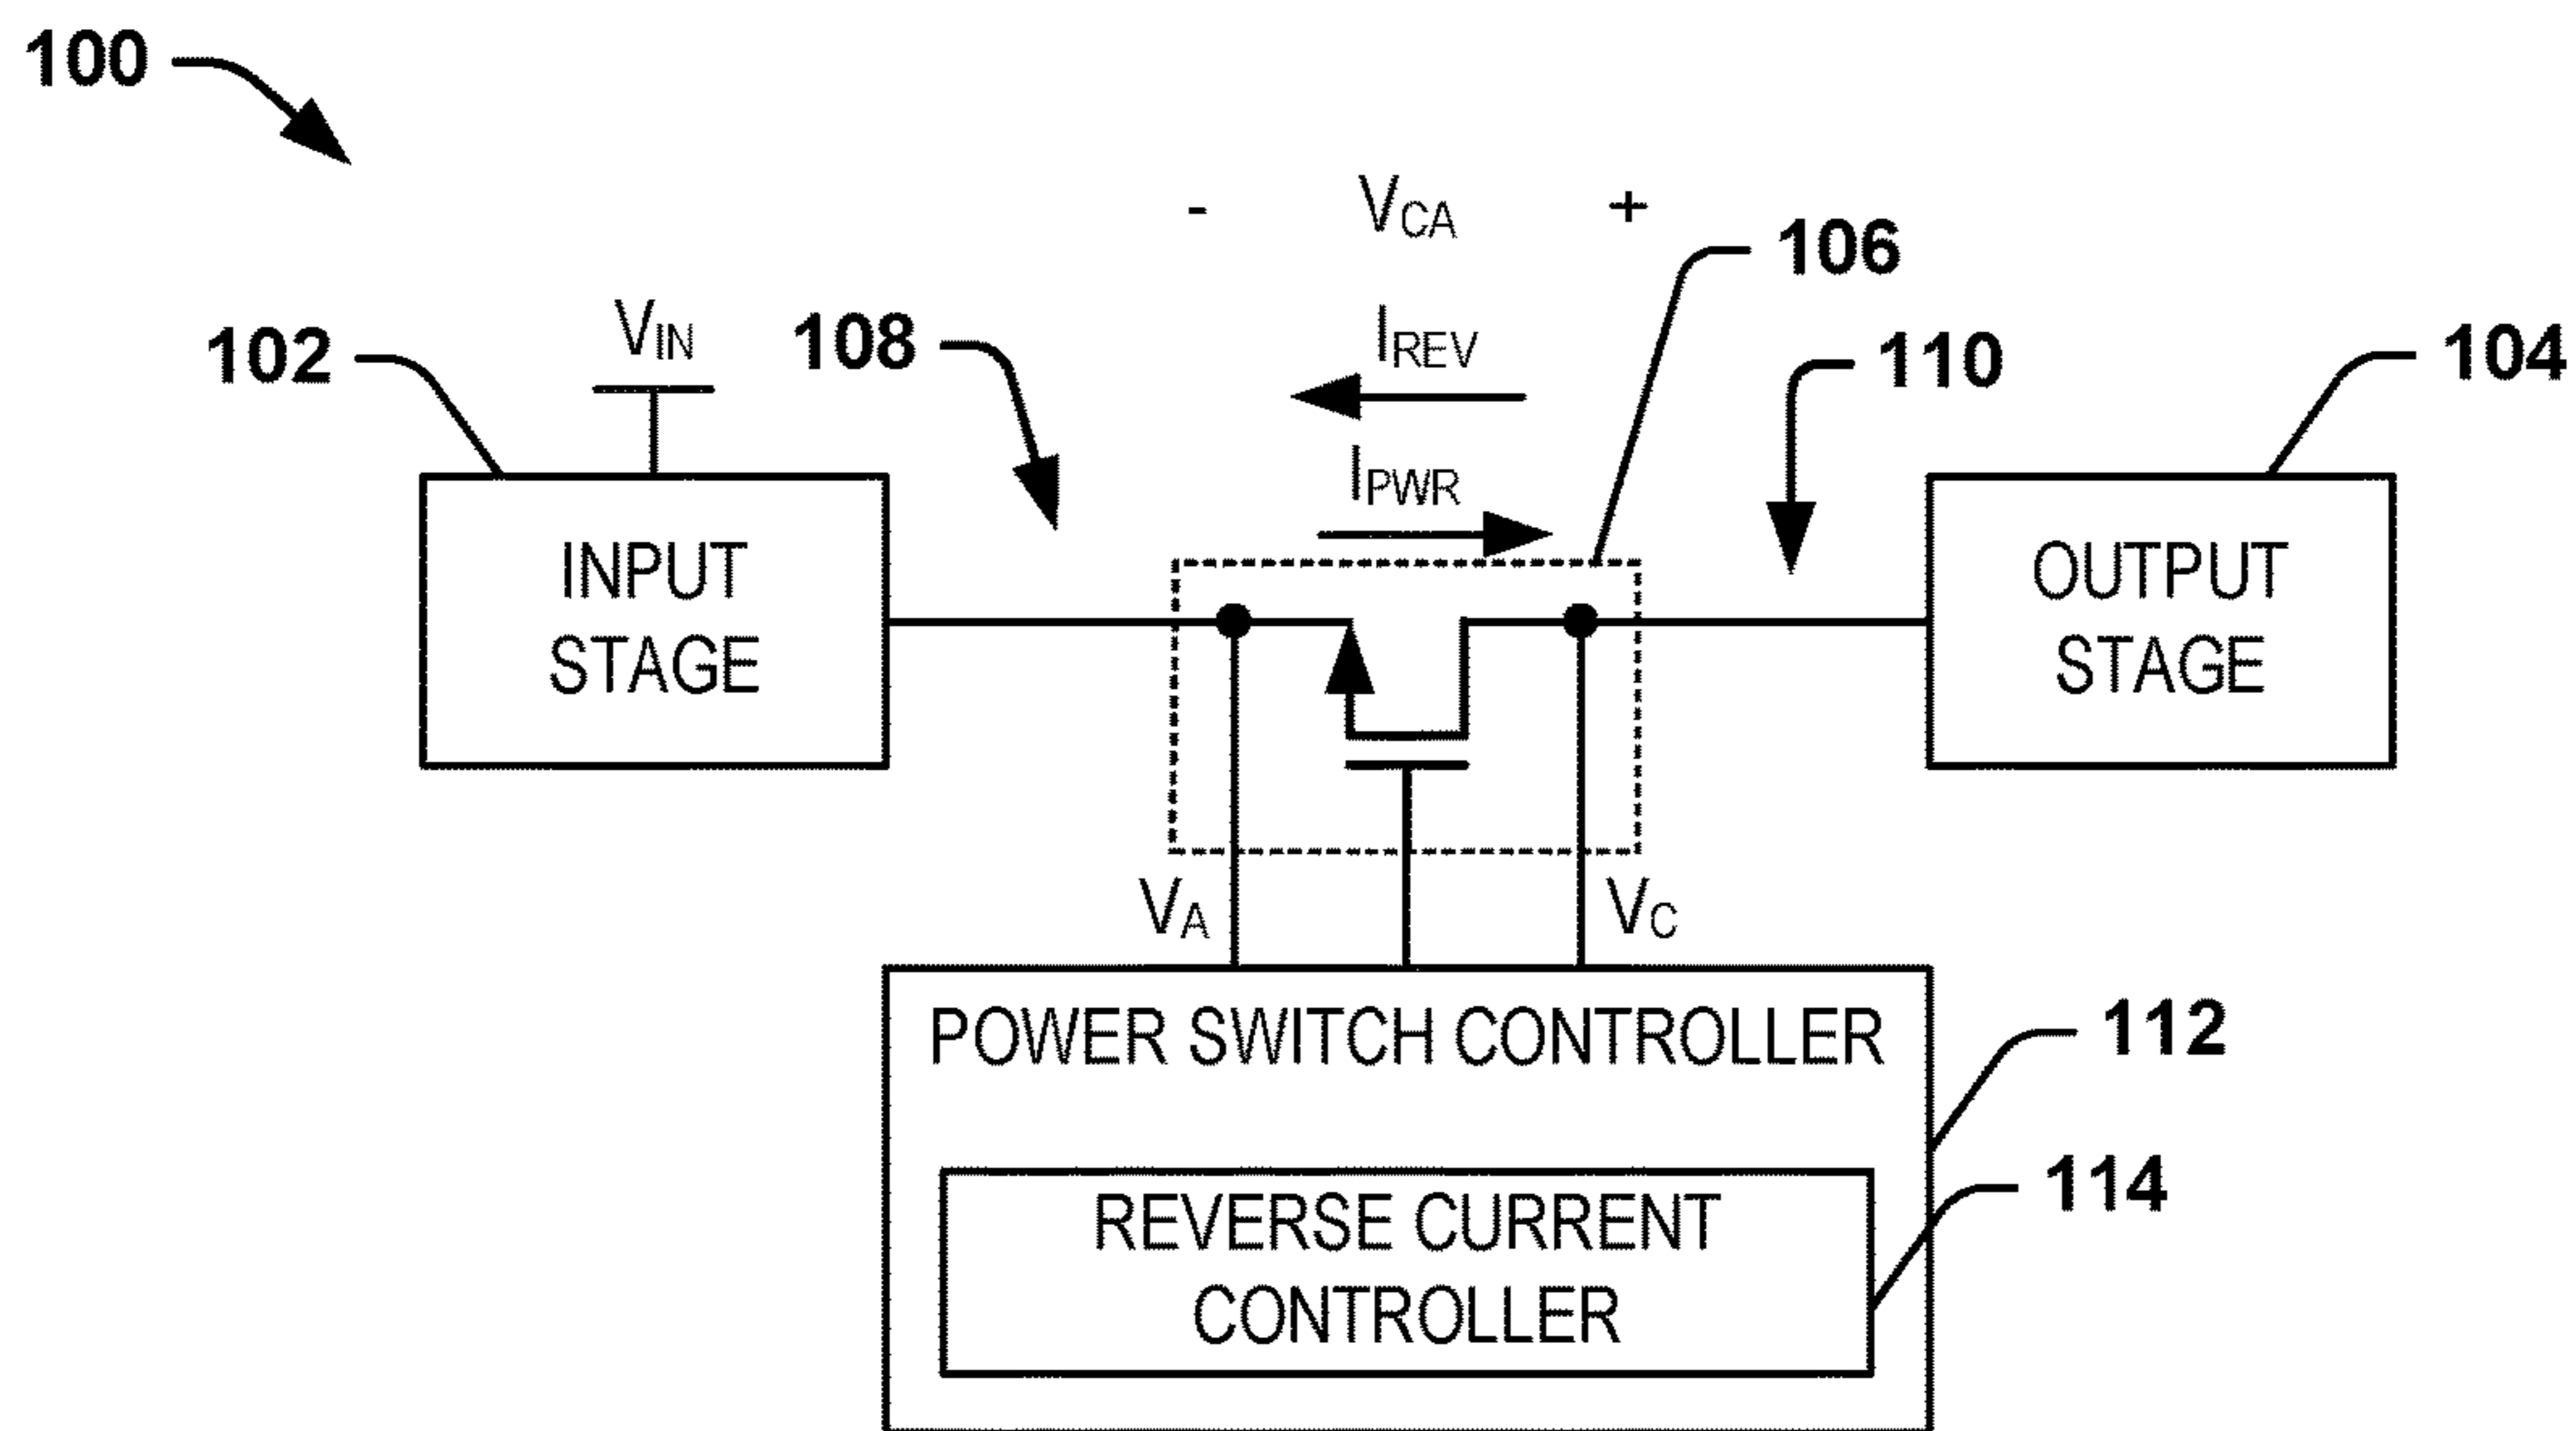 100
- VCA +
106
VIN
IREV
102
108
110
104
IPWR
INPUT
STAGE
OUTPUT
STAGE
VA
VC
POWER SWITCH CONTROLLER
112
REVERSE CURRENT
CONTROLLER
114